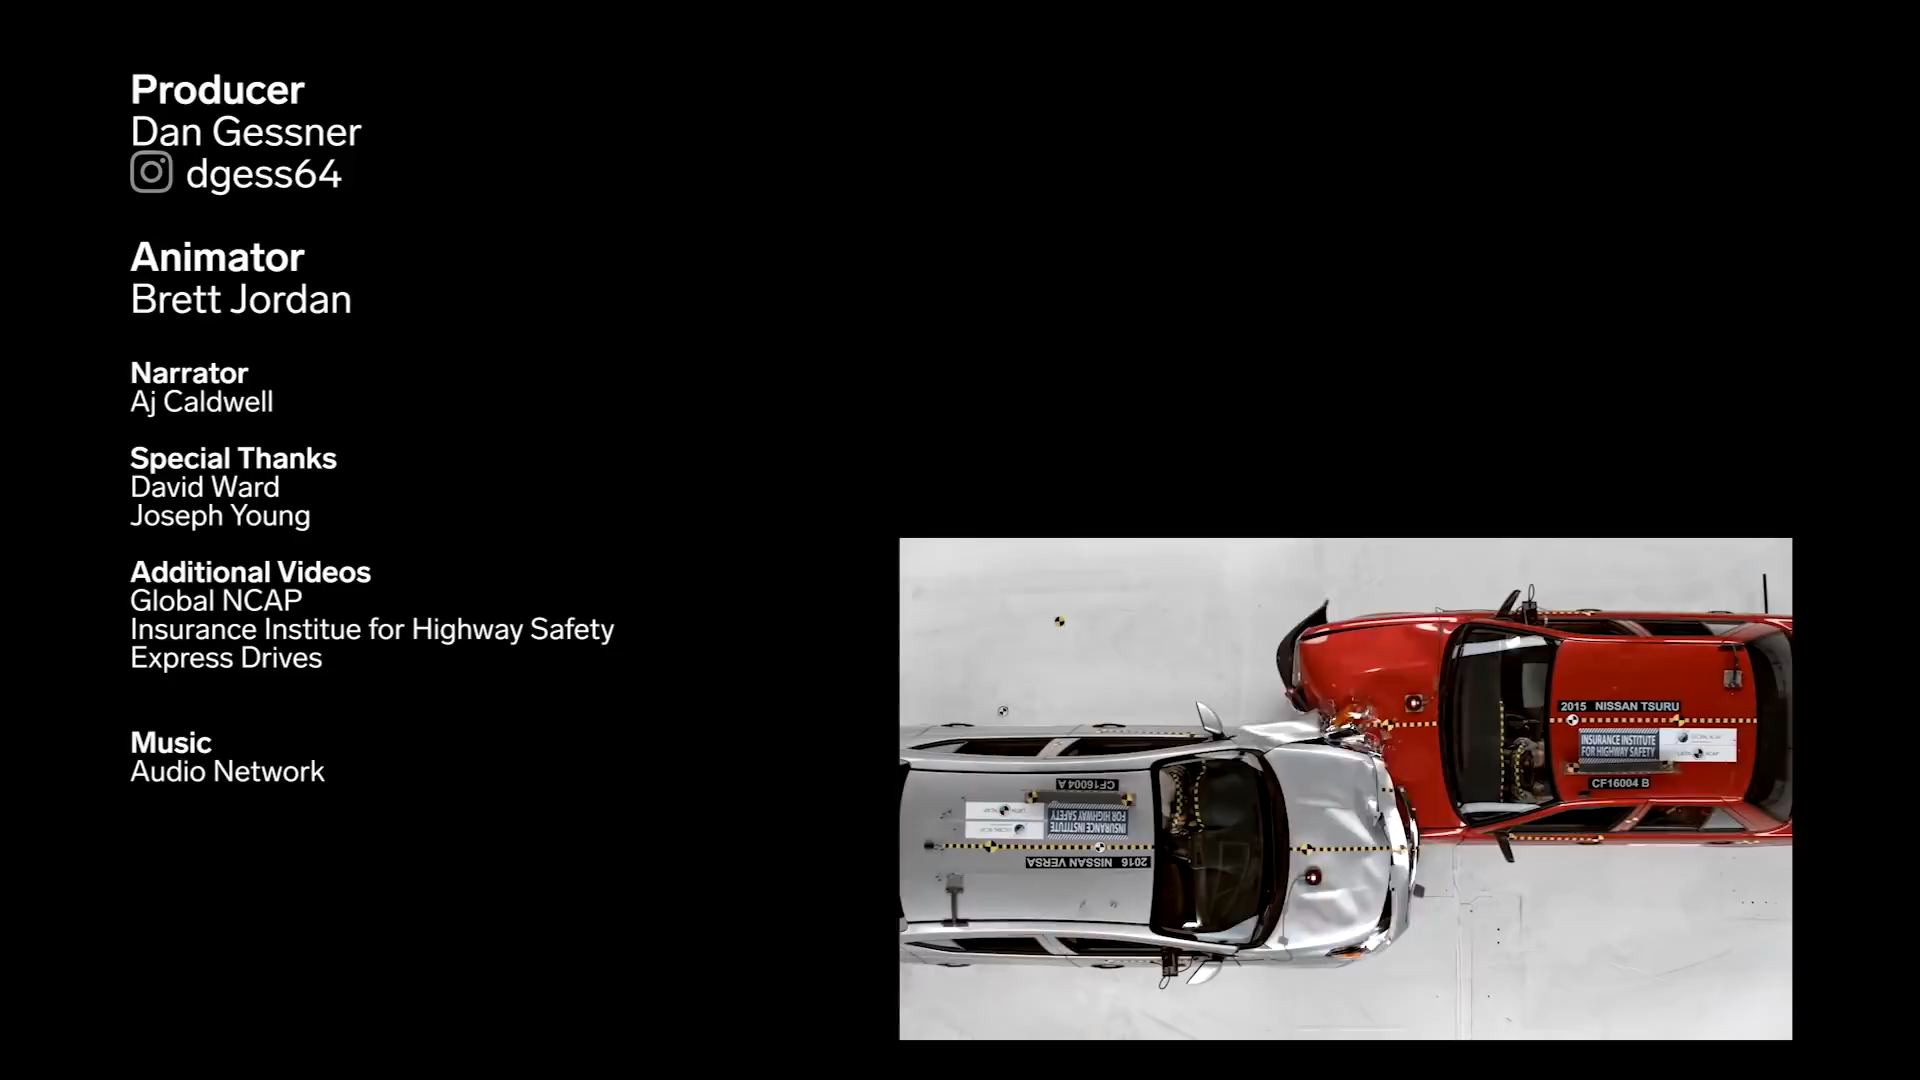 Producer
Dan Gessner
dgess64
Animator
Brett Jordan
Narrator
Aj Caldwell
Special Thanks
David Ward
Joseph Young
Additional Videos
Global NCAP
Insurance Institue for Highway Safety
Express Drives
Music
Audio Network
2015 NISSAN TSURU
INSURANCE INSTITUTE
FOR HIGHWAY SAFETY
CF16004 B
CF16004 A
INSURANCE INSTITUTE
FOR HIGHWAY SAFETY
2016 NISSAN VERSA